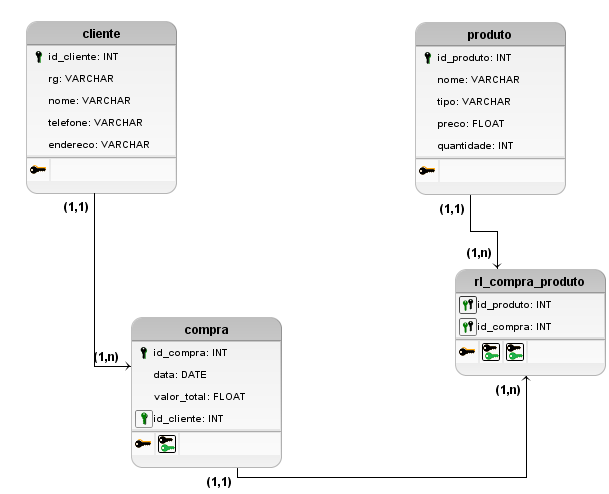 cliente
id_cliente: INT
rg: VARCHAR
nome: VARCHAR
telefone: VARCHAR
endereco: VARCHAR
(1,1)
produto
id_produto: INT
nome: VARCHAR
tipo: VARCHAR
preco: FLOAT
quantidade: INT
(1,1)
(1,n)
rl_compra_produto
id_produto: INT
id_compra: INT
(1,n)
(1,n)
compra
id_compra: INT
data: DATE
valor_total: FLOAT
id_cliente: INT
(1,1)